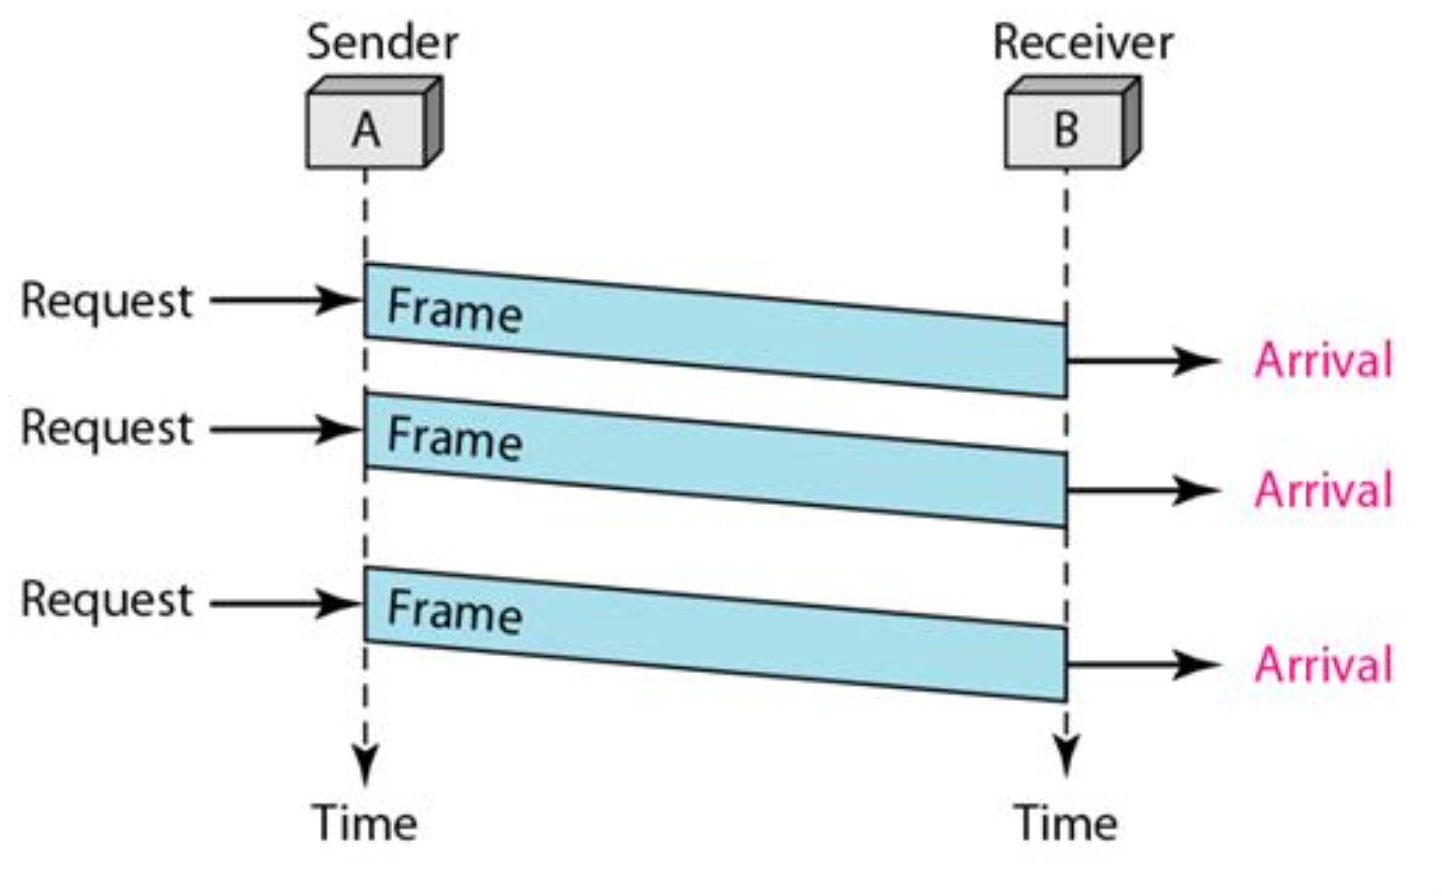 Sender
Receiver
A
B
Request
Frame
Arrival
Request
Frame
Arrival
Request
Frame
Arrival
Time
Time